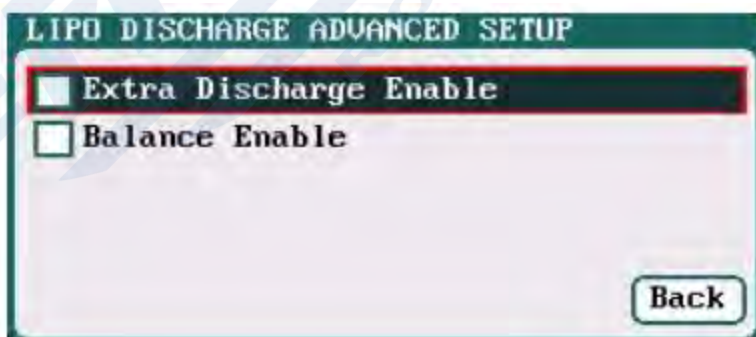 LIPO DISCHARGE ADVANCED SETUP
Extra Discharge Enable
Balance Enable
Back